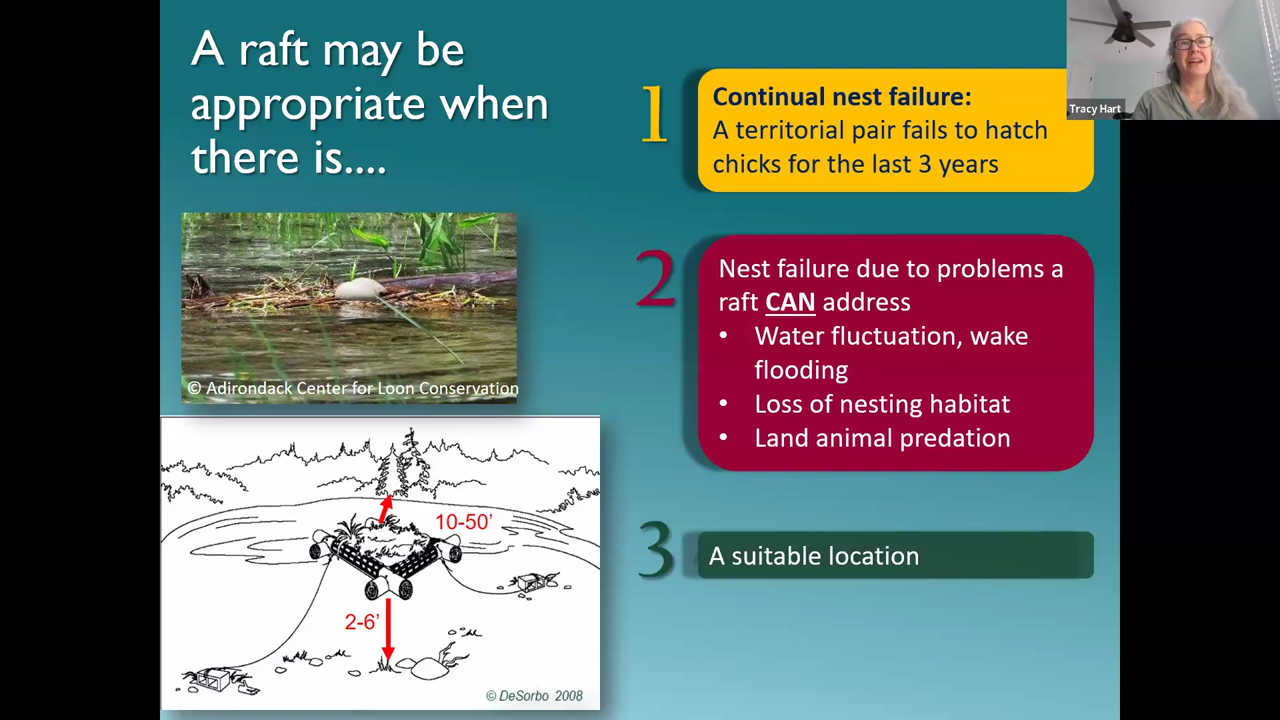 A raft may be
appropriate when
there is....
© Adirondack Center for Loon Conservation
10-50’
2-6’
© DeSorbo 2008
1
Continual nest failure:
A territorial pair fails to hatch
chicks for the last 3 years
2
Nest failure due to problems a
raft CAN address
• Water fluctuation, wake
flooding
• Loss of nesting habitat
• Land animal predation
3
A suitable location
Tracy Hart